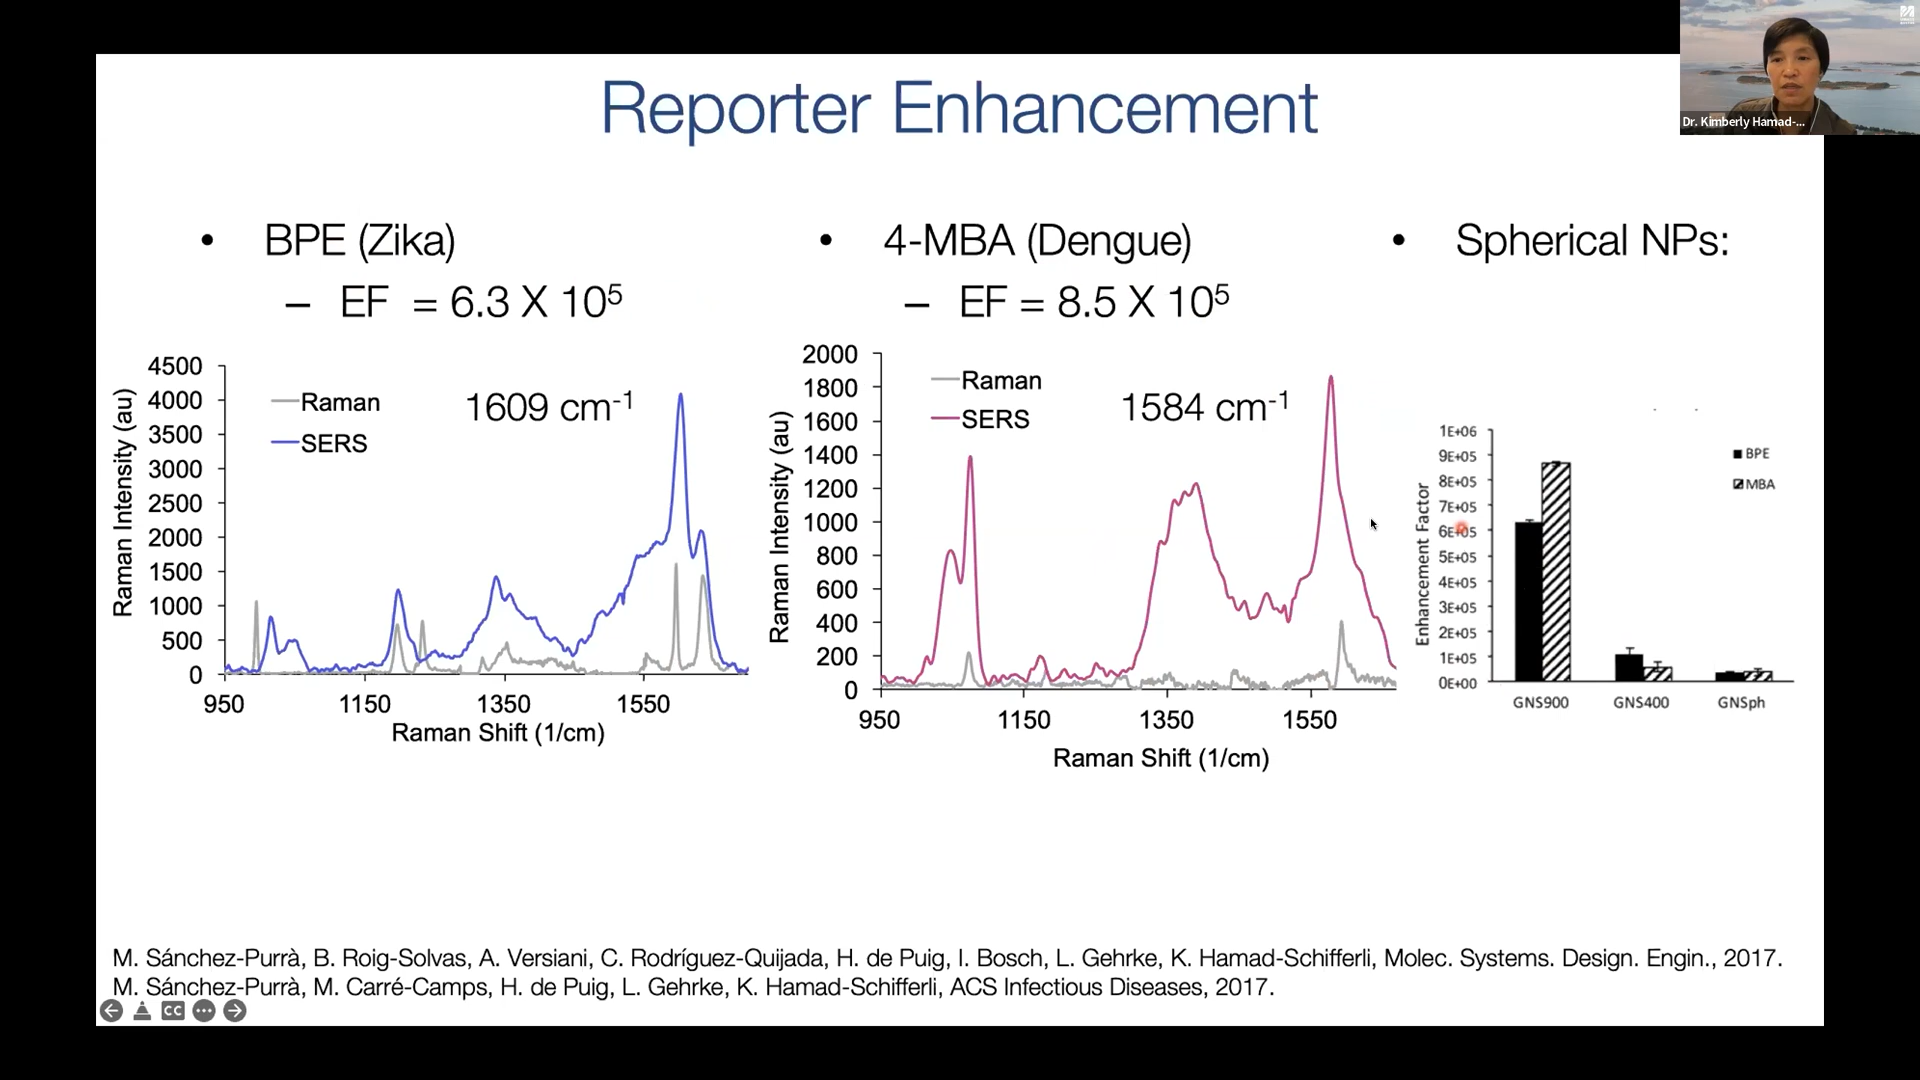 Reporter Enhancement
Dr. Kimberly Hamad-...
• BPE (Zika)
– EF = 6.3 X 10⁵
• 4-MBA (Dengue)
– EF = 8.5 X 10⁵
• Spherical NPs:
Raman Intensity (au)
4500
4000
3500
3000
2500
2000
1500
1000
500
0
Raman
SERS
1609 cm⁻¹
950 1150 1350 1550
Raman Shift (1/cm)
Raman Intensity (au)
2000
1800
1600
1400
1200
1000
800
600
400
200
0
Raman
SERS
1584 cm⁻¹
950 1150 1350 1550
Raman Shift (1/cm)
Enhancement Factor
1E+06
9E+05
8E+05
7E+05
6E+05
5E+05
4E+05
3E+05
2E+05
1E+05
0E+00
BPE
MBA
GNS900 GNS400 GNSph
M. Sánchez-Purrà, B. Roig-Solvas, A. Versiani, C. Rodríguez-Quijada, H. de Puig, I. Bosch, L. Gehrke, K. Hamad-Schifferli, Molec. Systems. Design. Engin., 2017.
M. Sánchez-Purrà, M. Carré-Camps, H. de Puig, L. Gehrke, K. Hamad-Schifferli, ACS Infectious Diseases, 2017.
CC